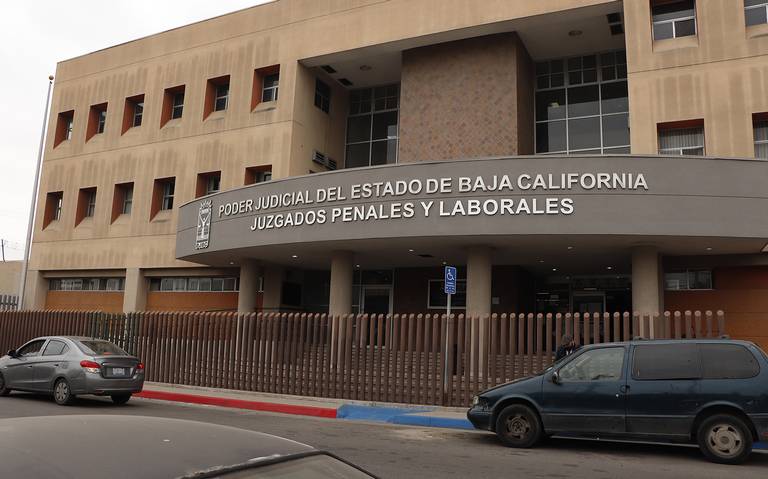 PODER JUDICIAL DEL ESTADO DE BAJA CALIFORNIA
JUZGADOS PENALES Y LABORALES